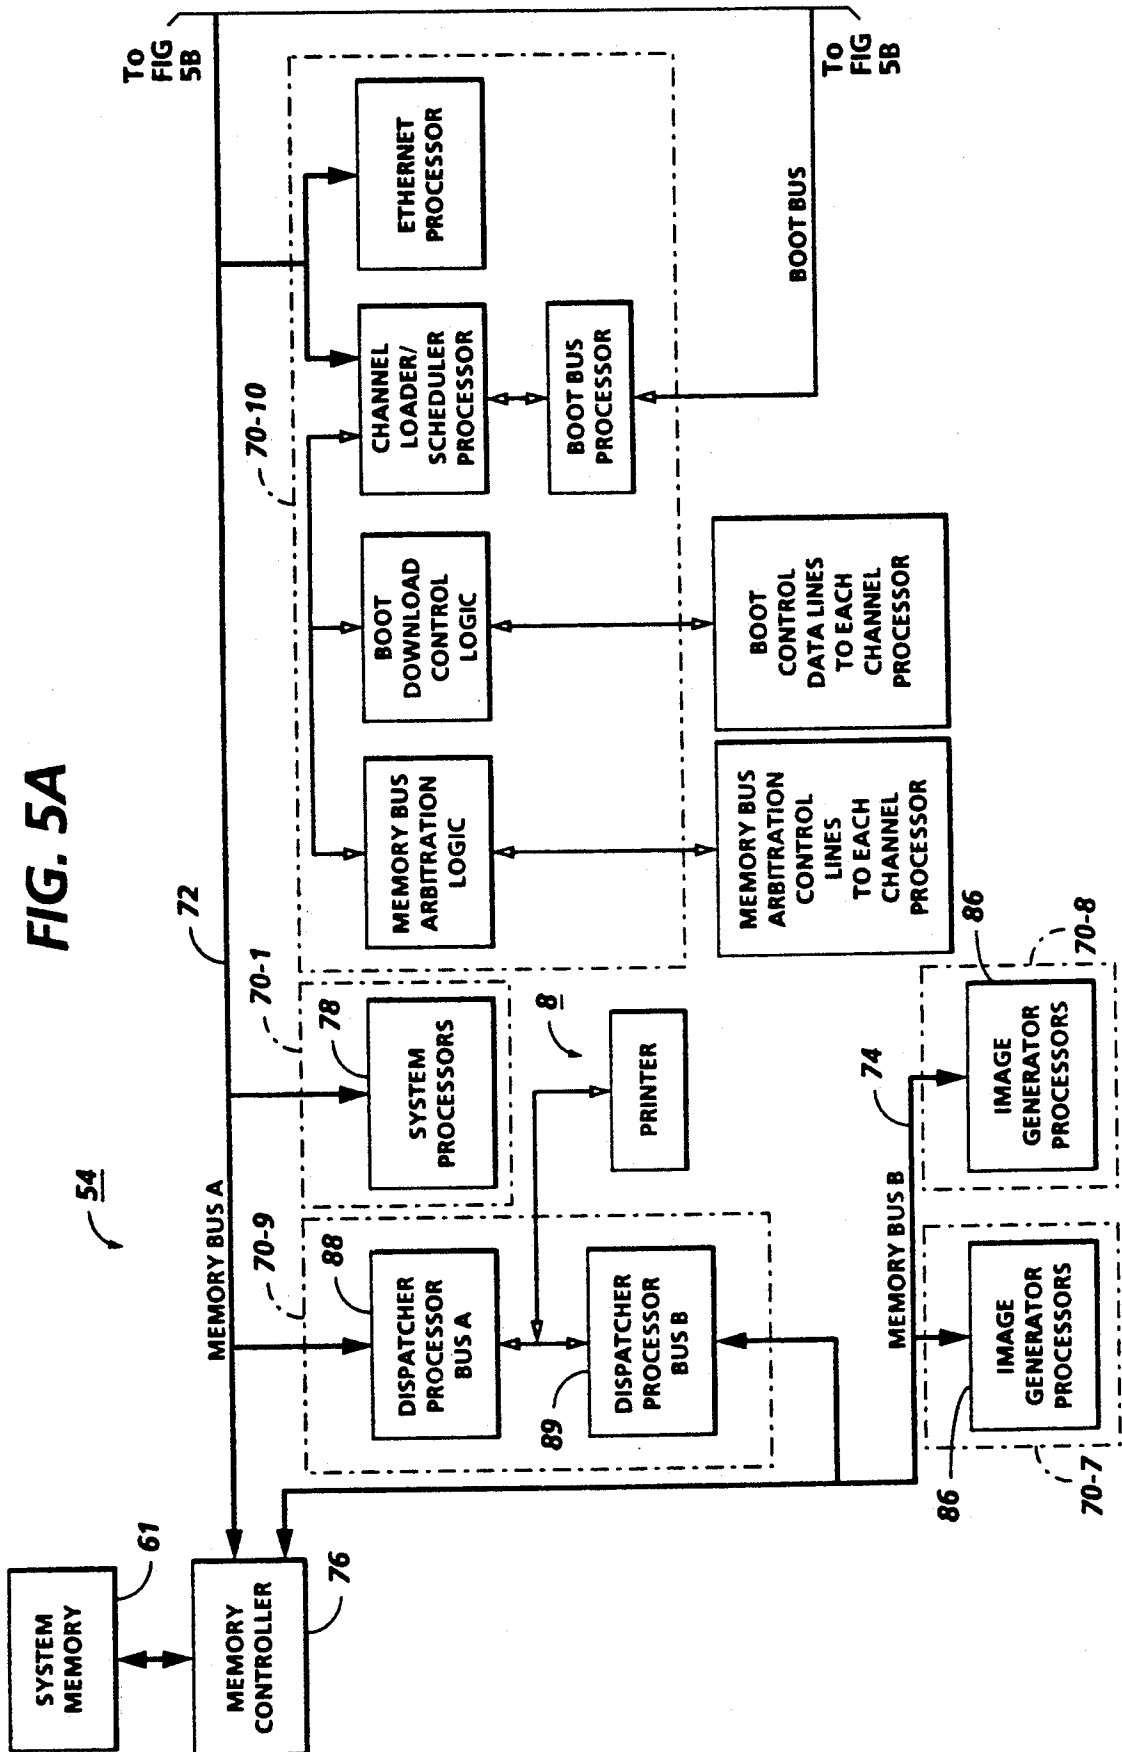 FIG. 5A
54
SYSTEM
MEMORY
61
MEMORY
CONTROLLER
76
MEMORY BUS A
72
To
FIG
5B
70-9
88
DISPATCHER
PROCESSOR
BUS A
89
DISPATCHER
PROCESSOR
BUS B
70-1
78
SYSTEM
PROCESSORS
8
PRINTER
70-10
MEMORY BUS
ARBITRATION
LOGIC
BOOT
DOWNLOAD
CONTROL
LOGIC
CHANNEL
LOADER/
SCHEDULER
PROCESSOR
ETHERNET
PROCESSOR
BOOT BUS
PROCESSOR
MEMORY BUS
ARBITRATION
CONTROL
LINES
TO EACH
CHANNEL
PROCESSOR
BOOT
CONTROL
DATA LINES
TO EACH
CHANNEL
PROCESSOR
BOOT BUS
To
FIG
5B
MEMORY BUS B
74
86
IMAGE
GENERATOR
PROCESSORS
70-7
86
IMAGE
GENERATOR
PROCESSORS
70-8